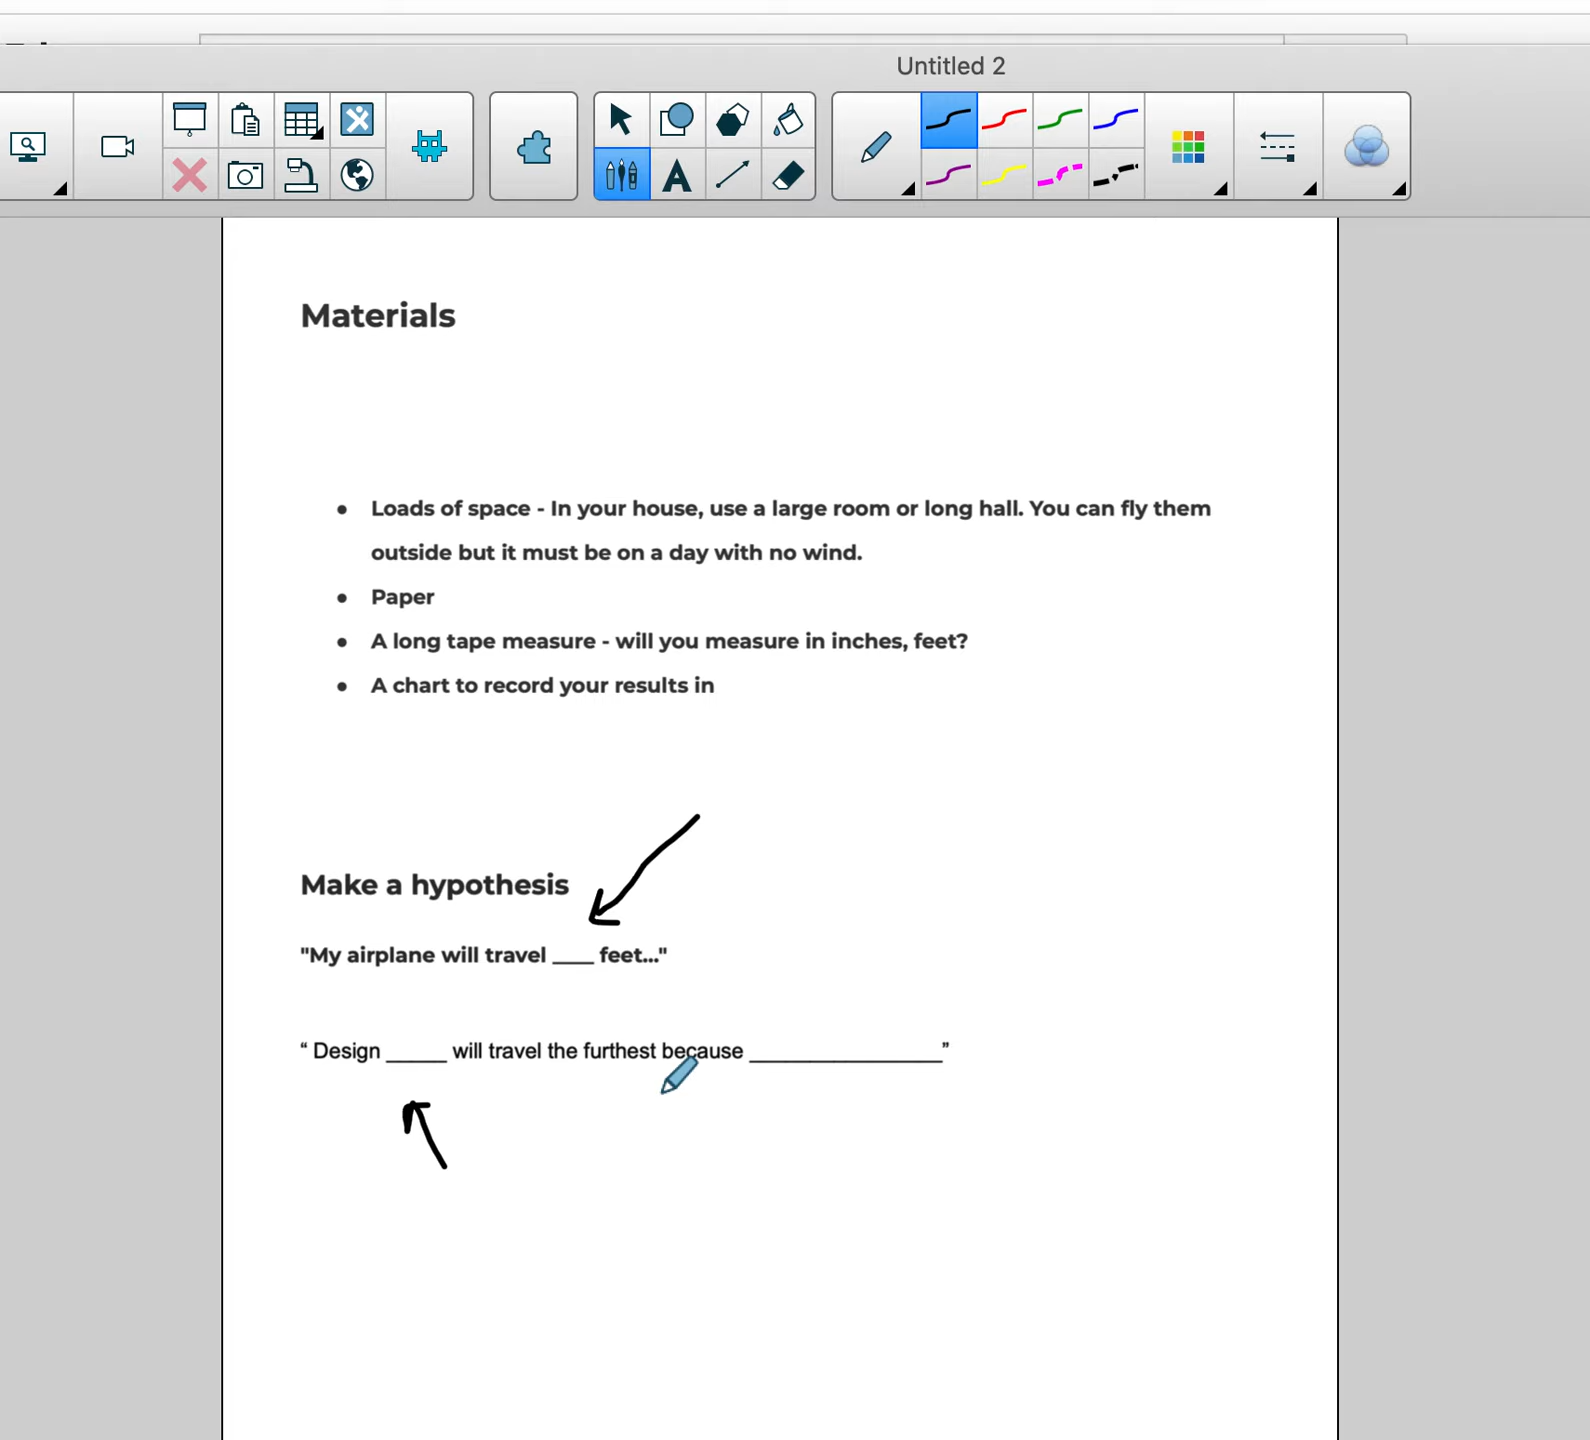 Untitled 2
A
Materials
● Loads of space - In your house, use a large room or long hall. You can fly them
outside but it must be on a day with no wind.
● Paper
● A long tape measure - will you measure in inches, feet?
● A chart to record your results in
Make a hypothesis
"My airplane will travel ____ feet..."
“ Design _____ will travel the furthest because ________________”